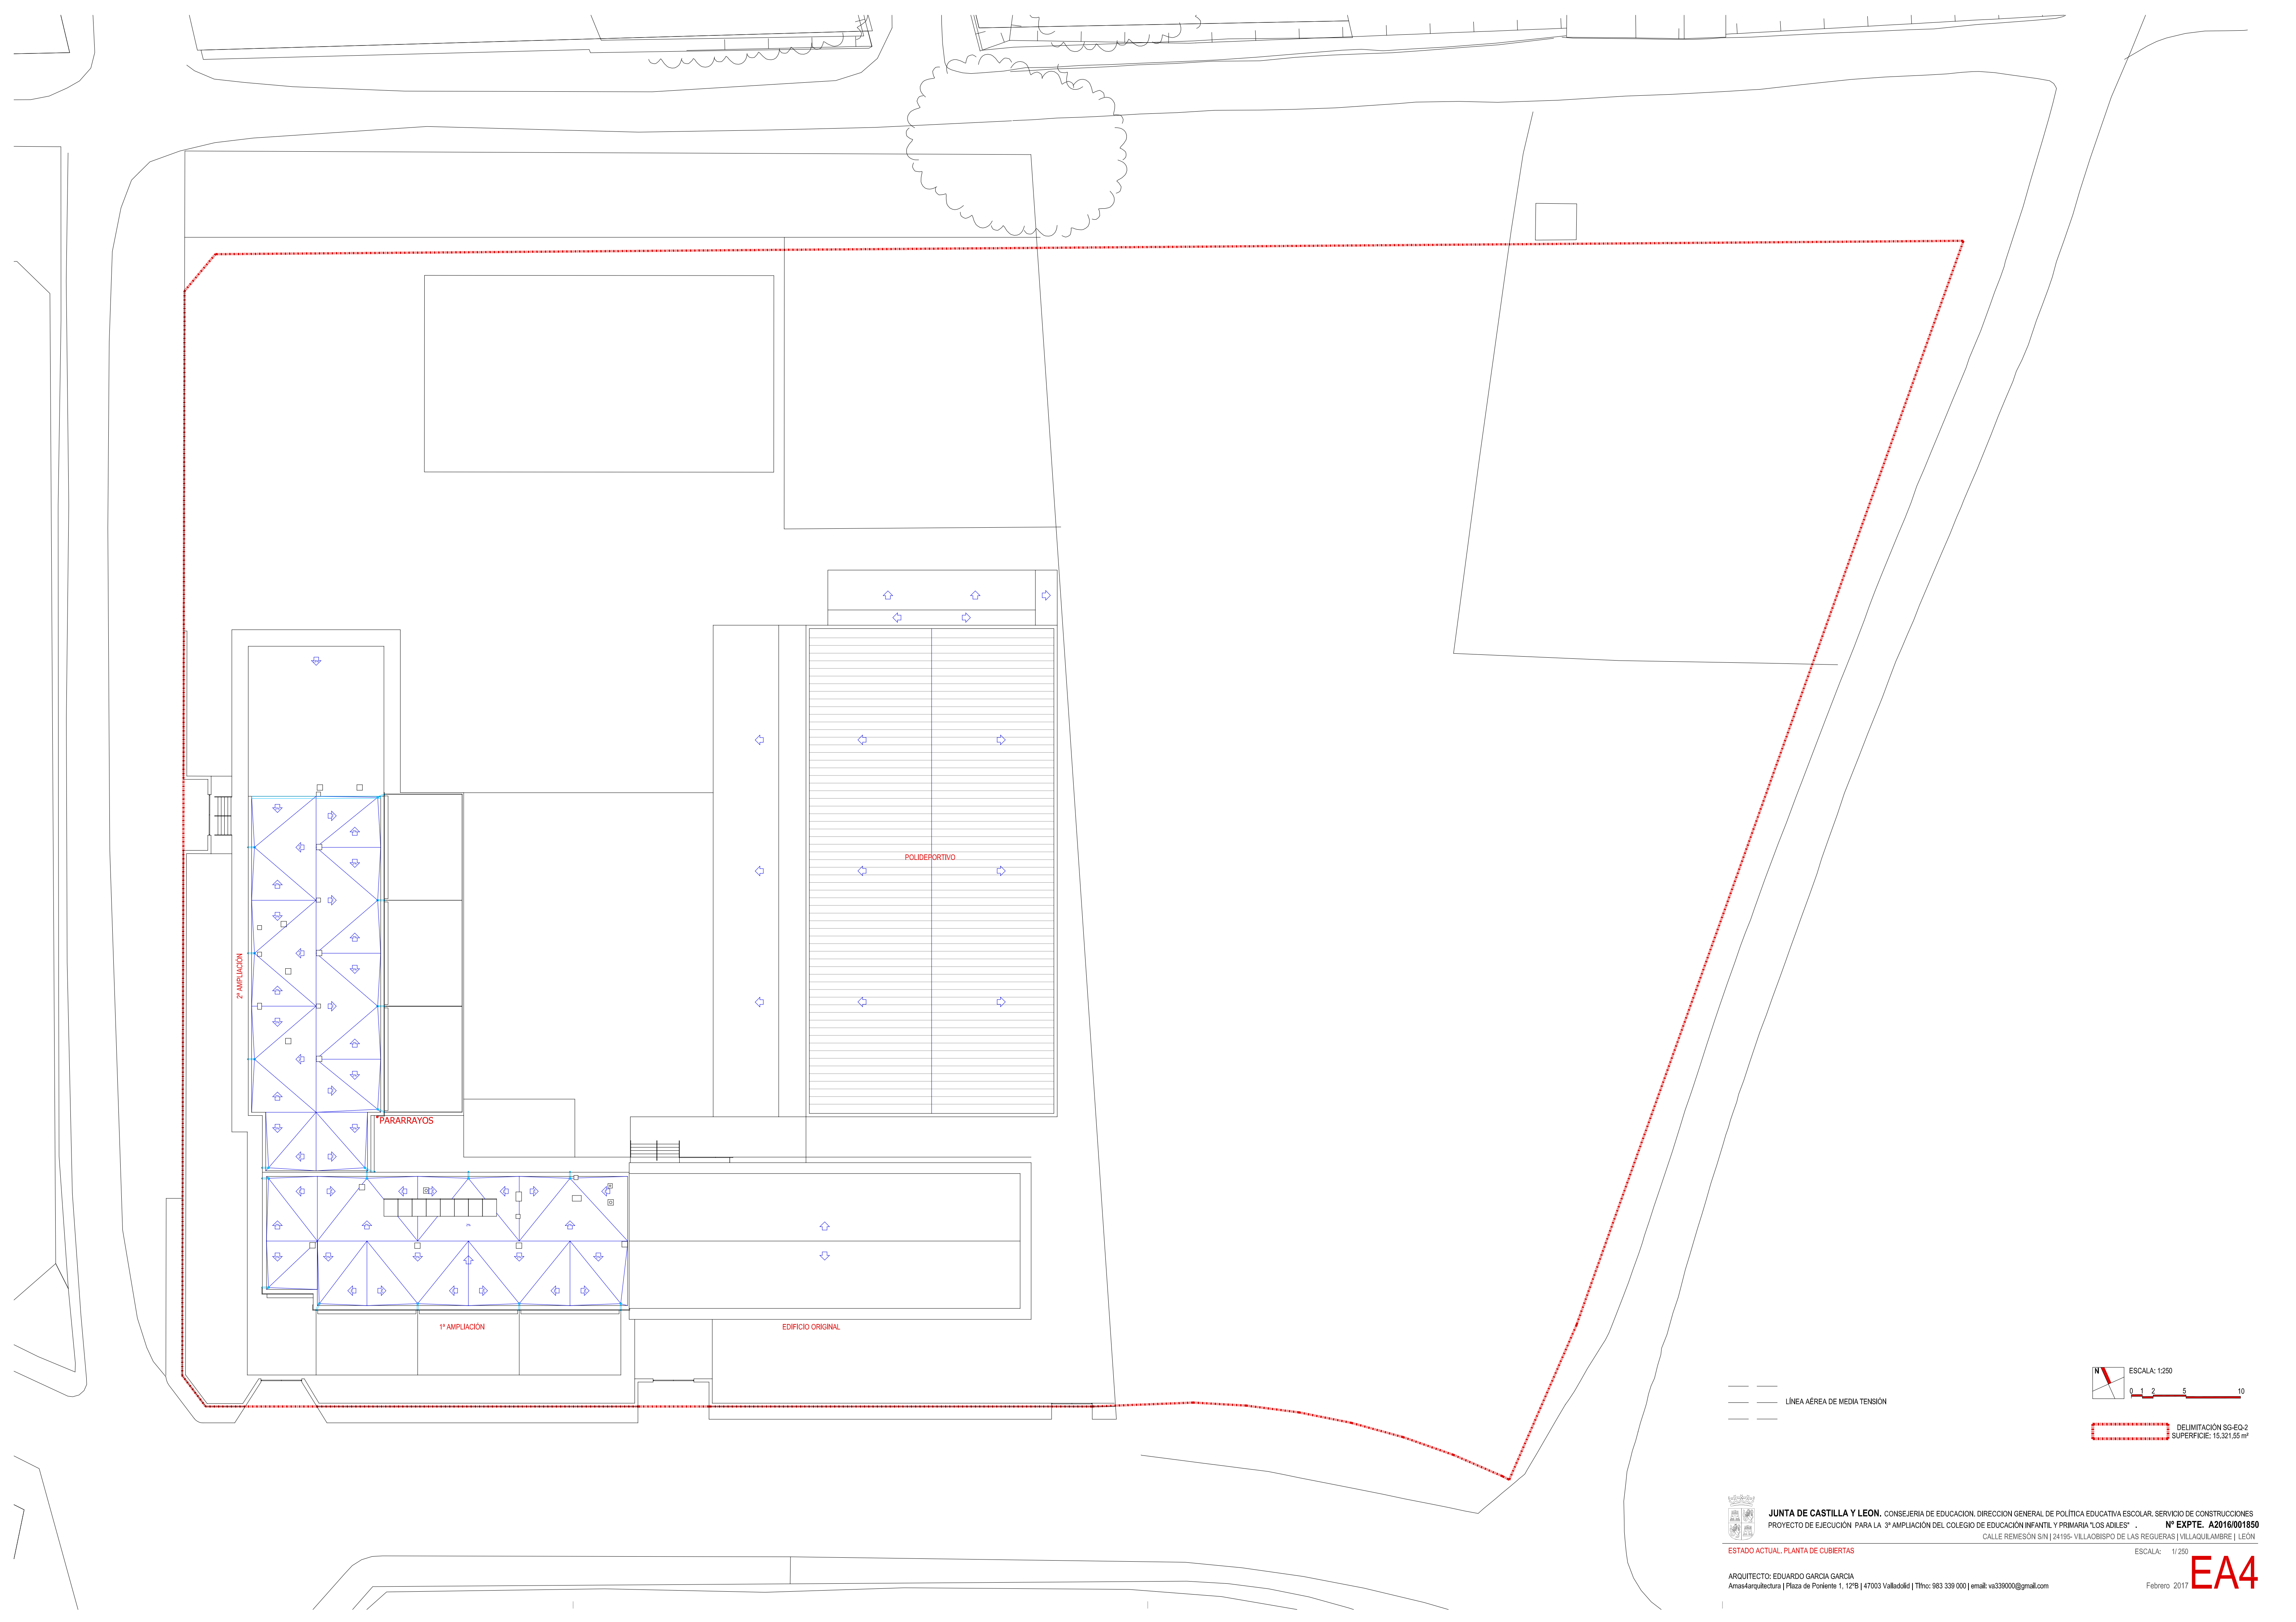 POLIDEPORTIVO
2ª AMPLIACIÓN
PARARRAYOS
1ª AMPLIACIÓN
EDIFICIO ORIGINAL
LÍNEA AÉREA DE MEDIA TENSIÓN
N
ESCALA: 1:250
0 1 2 5 10
DELIMITACIÓN SG-EQ-2
SUPERFICIE: 15,321,55 m²
JUNTA DE CASTILLA Y LEON. CONSEJERIA DE EDUCACION. DIRECCION GENERAL DE POLÍTICA EDUCATIVA ESCOLAR. SERVICIO DE CONSTRUCCIONES
PROYECTO DE EJECUCIÓN PARA LA 3ª AMPLIACIÓN DEL COLEGIO DE EDUCACIÓN INFANTIL Y PRIMARIA "LOS ADILES" . Nº EXPTE. A2016/001850
CALLE REMESÓN S/N | 24195- VILLAOBISPO DE LAS REGUERAS | VILLAQUILAMBRE | LEÓN
ESTADO ACTUAL. PLANTA DE CUBIERTAS
ESCALA: 1/ 250
EA4
ARQUITECTO: EDUARDO GARCIA GARCIA
Amas4arquitectura | Plaza de Poniente 1, 12ºB | 47003 Valladolid | Tlfno: 983 339 000 | email: va339000@gmail.com
Febrero 2017